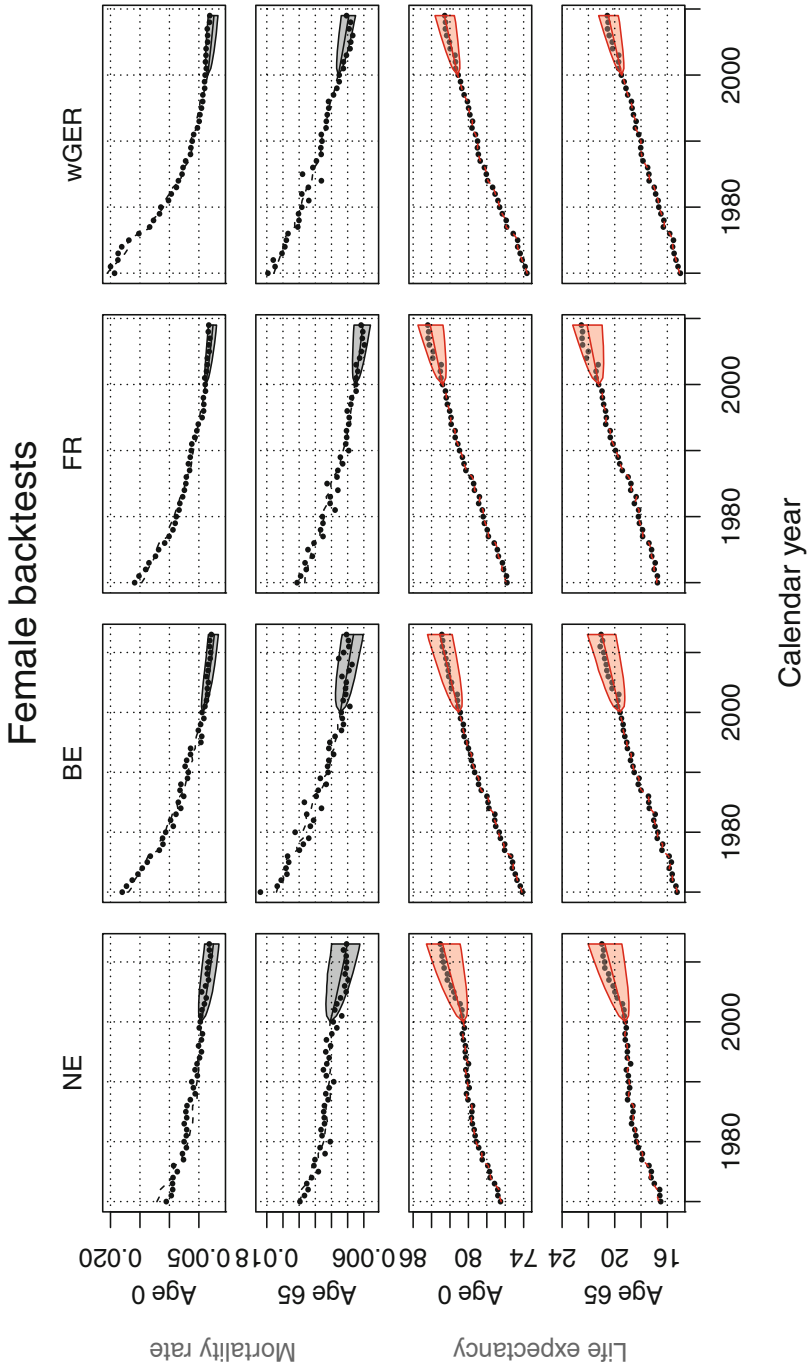 Female backtests
NE BE FR wGER
Mortality rate
Age 0
0.020
0.005
Age 65
0.018
0.006
Life expectancy
Age 0
86
80
74
Age 65
24
20
16
1980 2000 1980 2000 1980 2000 1980 2000
Calendar year